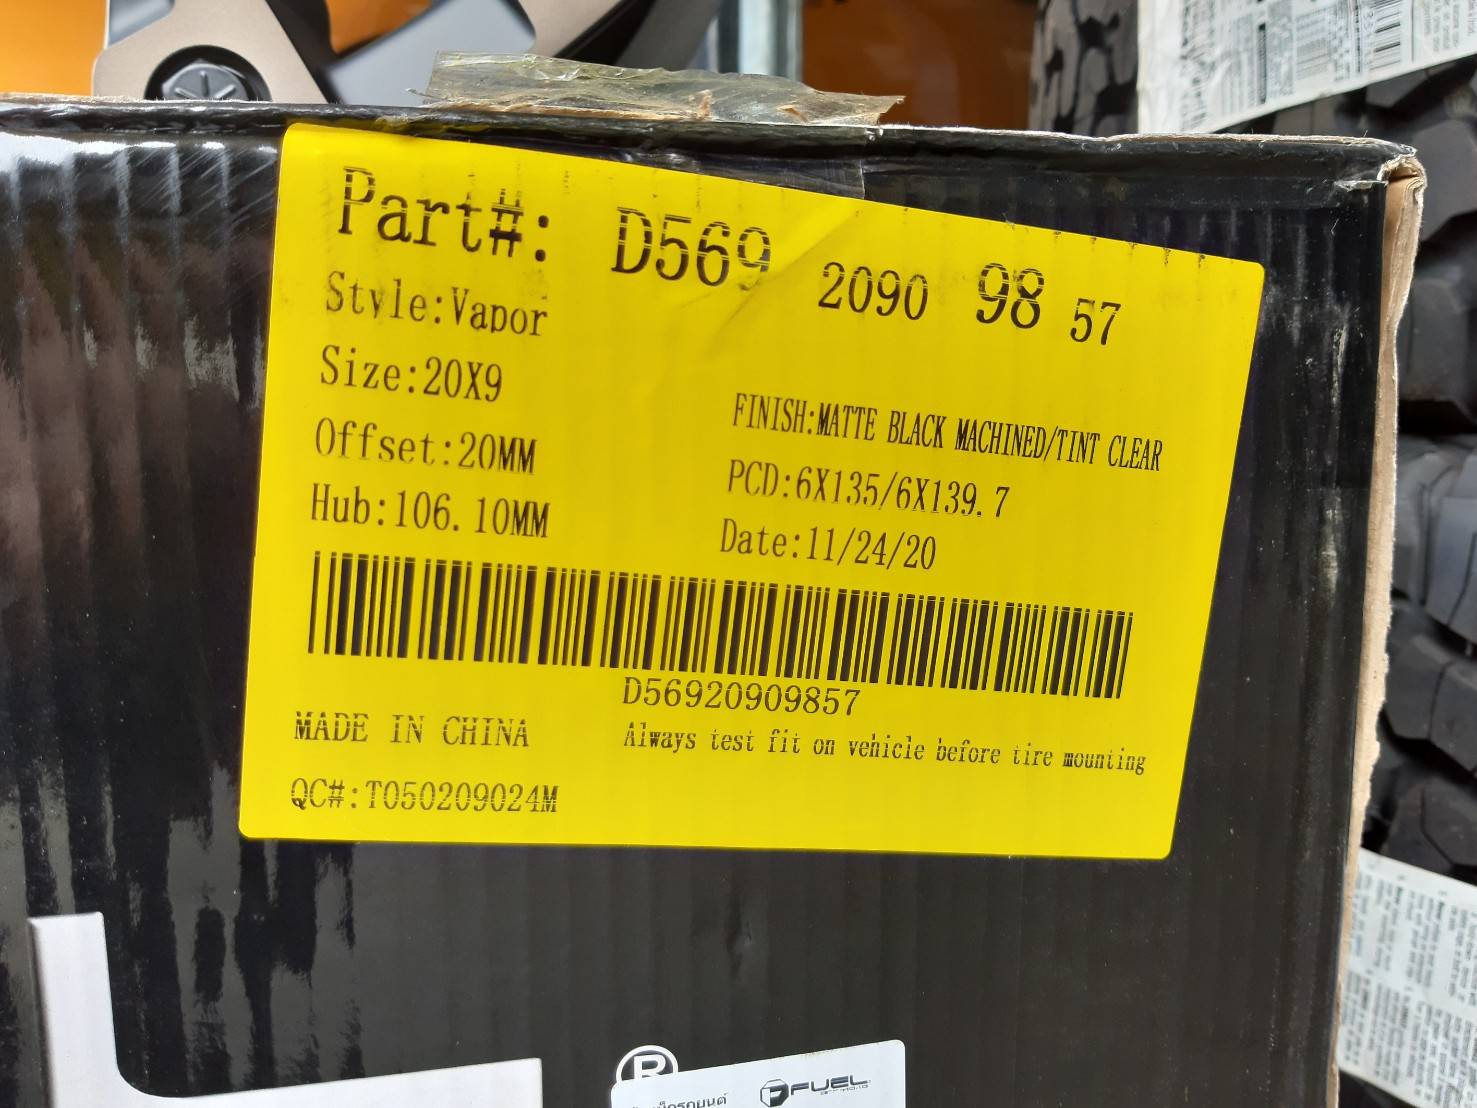 Part#: D569 2090 98 57
Style:Vapor
Size:20X9
FINISH:MATTE BLACK MACHINED/TINT CLEAR
Offset:20MM
PCD:6X135/6X139.7
Hub:106.10MM
Date:11/24/20
D56920909857
MADE IN CHINA
Always test fit on vehicle before tire mounting
QC#:T050209024M
®
FUEL